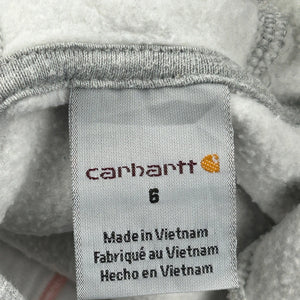 carhartt
6
Made in Vietnam
Fabriqué au Vietnam
Hecho en Vietnam